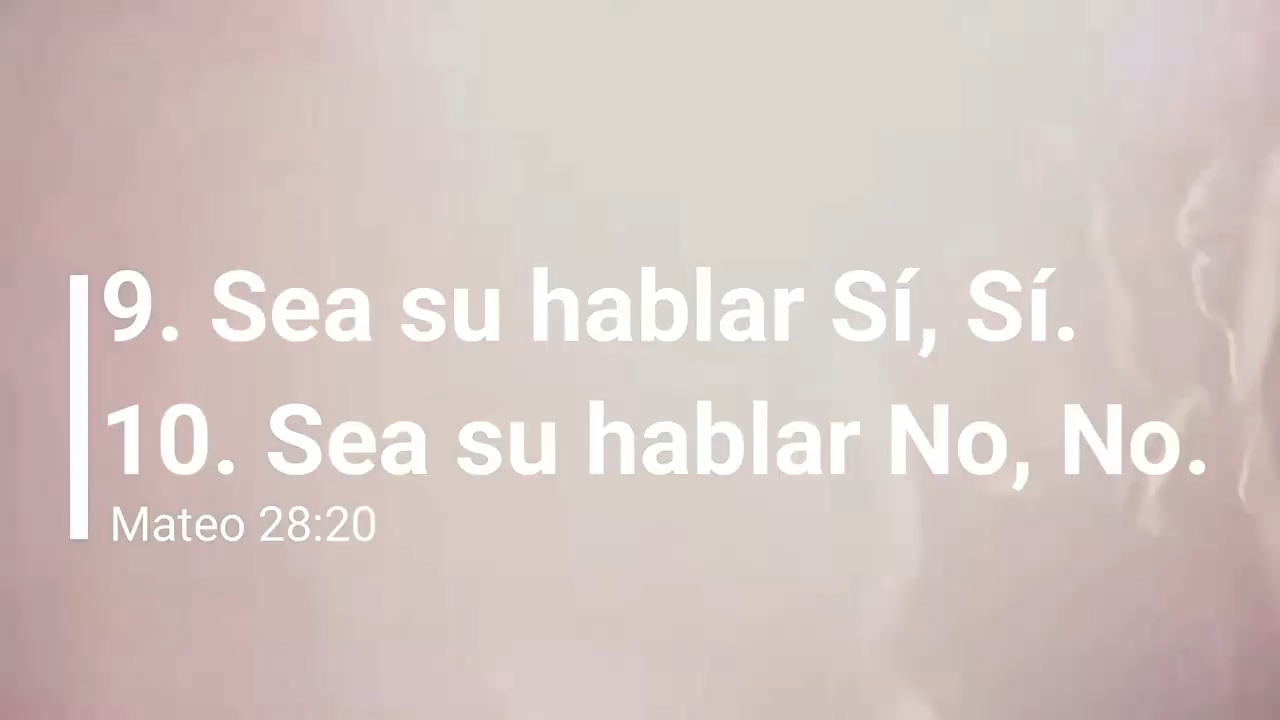 9. Sea su hablar Sí, Sí.
10. Sea su hablar No, No.
Mateo 28:20